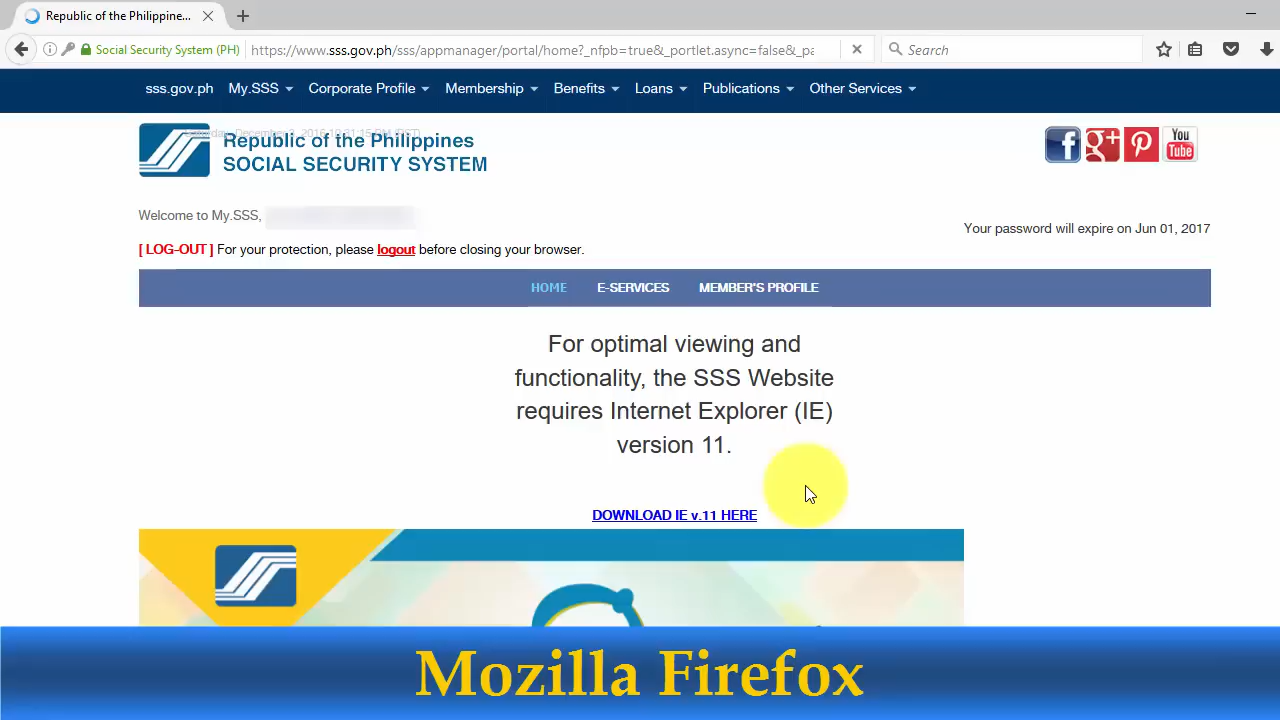 Republic of the Philippine...
Social Security System (PH)
https://www.sss.gov.ph/sss/appmanager/portal/home?_nfpb=true&_portlet.async=false&_pa
Search
sss.gov.ph My.SSS Corporate Profile Membership Benefits Loans Publications Other Services
Republic of the Philippines
SOCIAL SECURITY SYSTEM
You
Tube
Welcome to My.SSS,
Your password will expire on Jun 01, 2017
[ LOG-OUT ] For your protection, please logout before closing your browser.
HOME E-SERVICES MEMBER'S PROFILE
For optimal viewing and
functionality, the SSS Website
requires Internet Explorer (IE)
version 11.
DOWNLOAD IE v.11 HERE
Mozilla Firefox